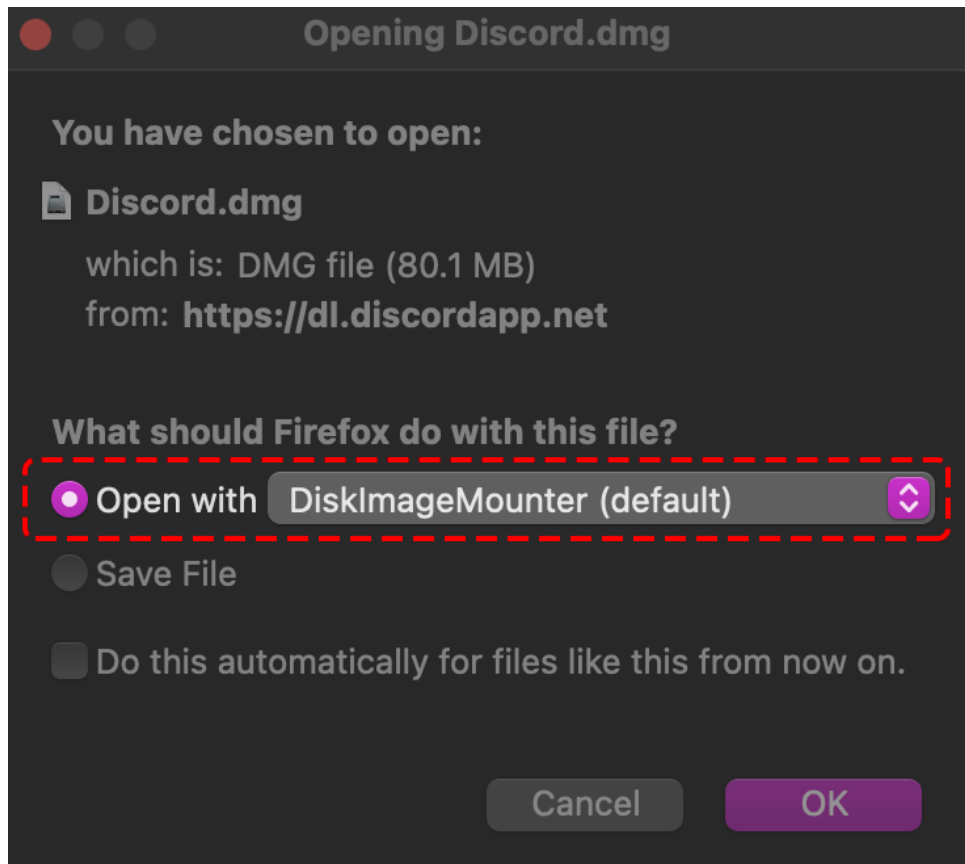 Opening Discord.dmg
You have chosen to open:
Discord.dmg
which is: DMG file (80.1 MB)
from: https://dl.discordapp.net
What should Firefox do with this file?
Open with DiskImageMounter (default)
Save File
Do this automatically for files like this from now on.
Cancel OK